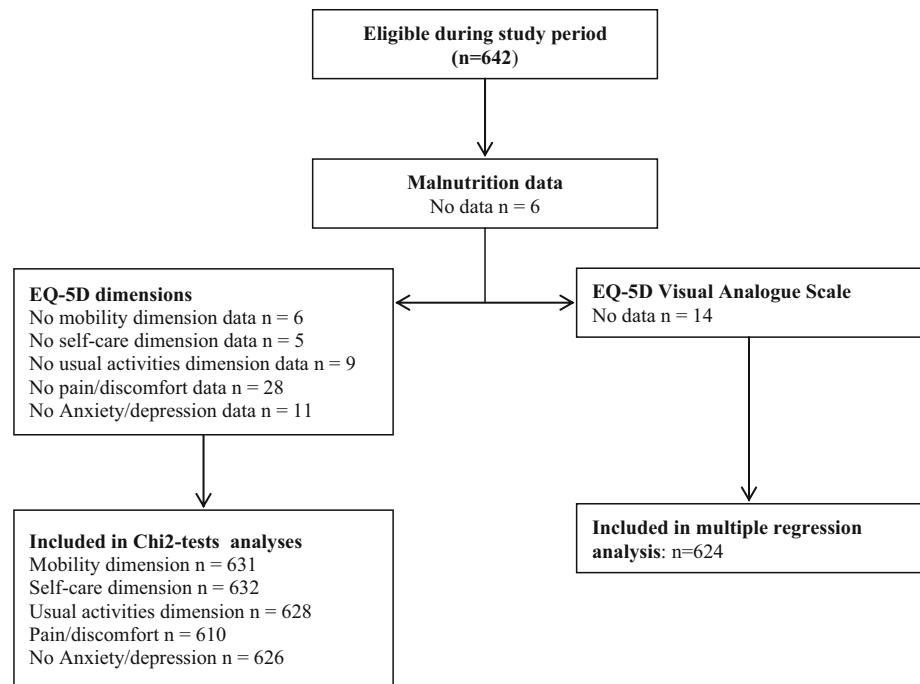 Eligible during study period
(n=642)
Malnutrition data
No data n = 6
EQ-5D dimensions
No mobility dimension data n = 6
No self-care dimension data n = 5
No usual activities dimension data n = 9
No pain/discomfort data n = 28
No Anxiety/depression data n = 11
EQ-5D Visual Analogue Scale
No data n = 14
Included in Chi2-tests analyses
Mobility dimension n = 631
Self-care dimension n = 632
Usual activities dimension n = 628
Pain/discomfort n = 610
No Anxiety/depression n = 626
Included in multiple regression
analysis: n=624